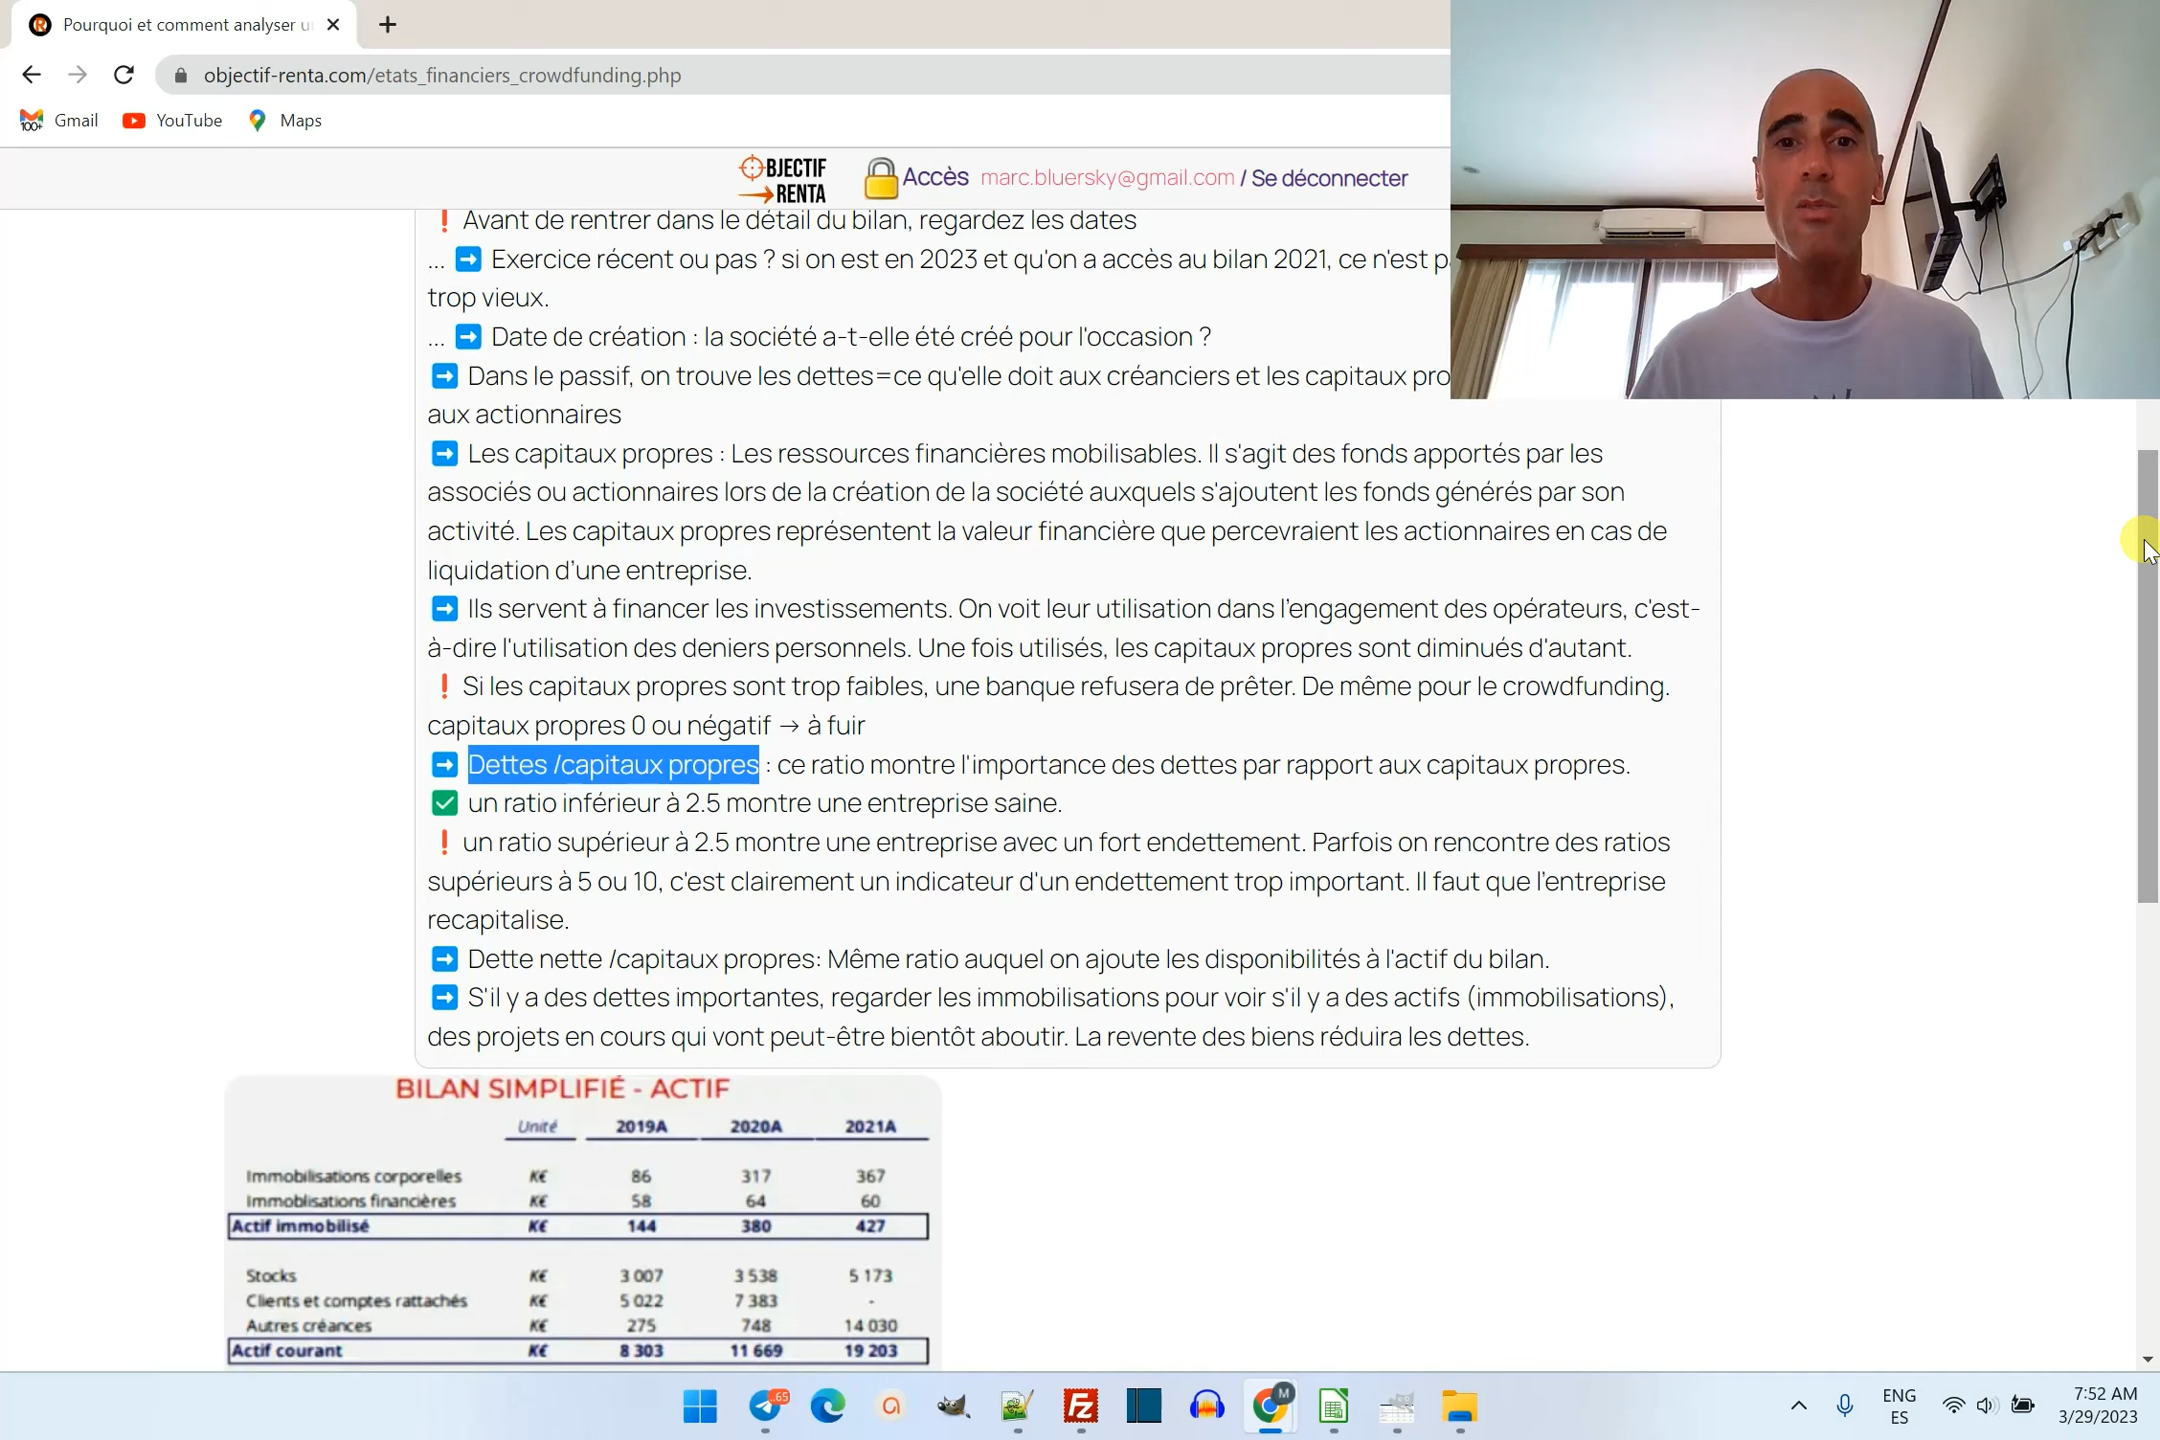 Pourquoi et comment analyser u
objectif-renta.com/etats_financiers_crowdfunding.php
Gmail
YouTube
Maps
BJECTIF
RENTA
Accès marc.bluersky@gmail.com / Se déconnecter
❗ Avant de rentrer dans le détail du bilan, regardez les dates
... ➡ Exercice récent ou pas ? si on est en 2023 et qu'on a accès au bilan 2021, ce n'est
trop vieux.
... ➡ Date de création : la société a-t-elle été créé pour l'occasion ?
➡ Dans le passif, on trouve les dettes=ce qu'elle doit aux créanciers et les capitaux pro
aux actionnaires
➡ Les capitaux propres : Les ressources financières mobilisables. Il s'agit des fonds apportés par les
associés ou actionnaires lors de la création de la société auxquels s'ajoutent les fonds générés par son
activité. Les capitaux propres représentent la valeur financière que percevraient les actionnaires en cas de
liquidation d’une entreprise.
➡ Ils servent à financer les investissements. On voit leur utilisation dans l’engagement des opérateurs, c'est-
à-dire l'utilisation des deniers personnels. Une fois utilisés, les capitaux propres sont diminués d'autant.
❗ Si les capitaux propres sont trop faibles, une banque refusera de prêter. De même pour le crowdfunding.
capitaux propres 0 ou négatif → à fuir
➡ Dettes /capitaux propres : ce ratio montre l'importance des dettes par rapport aux capitaux propres.
✅ un ratio inférieur à 2.5 montre une entreprise saine.
❗ un ratio supérieur à 2.5 montre une entreprise avec un fort endettement. Parfois on rencontre des ratios
supérieurs à 5 ou 10, c'est clairement un indicateur d'un endettement trop important. Il faut que l’entreprise
recapitalise.
➡ Dette nette /capitaux propres: Même ratio auquel on ajoute les disponibilités à l'actif du bilan.
➡ S'il y a des dettes importantes, regarder les immobilisations pour voir s'il y a des actifs (immobilisations),
des projets en cours qui vont peut-être bientôt aboutir. La revente des biens réduira les dettes.
BILAN SIMPLIFIÉ - ACTIF
Unité 2019A 2020A 2021A
Immobilisations corporelles K€ 86 317 367
Immoblisations financières K€ 58 64 60
Actif immobilisé K€ 144 380 427
Stocks K€ 3 007 3 538 5 173
Clients et comptes rattachés K€ 5 022 7 383 -
Autres créances K€ 275 748 14 030
Actif courant K€ 8 303 11 669 19 203
ENG
ES
7:52 AM
3/29/2023